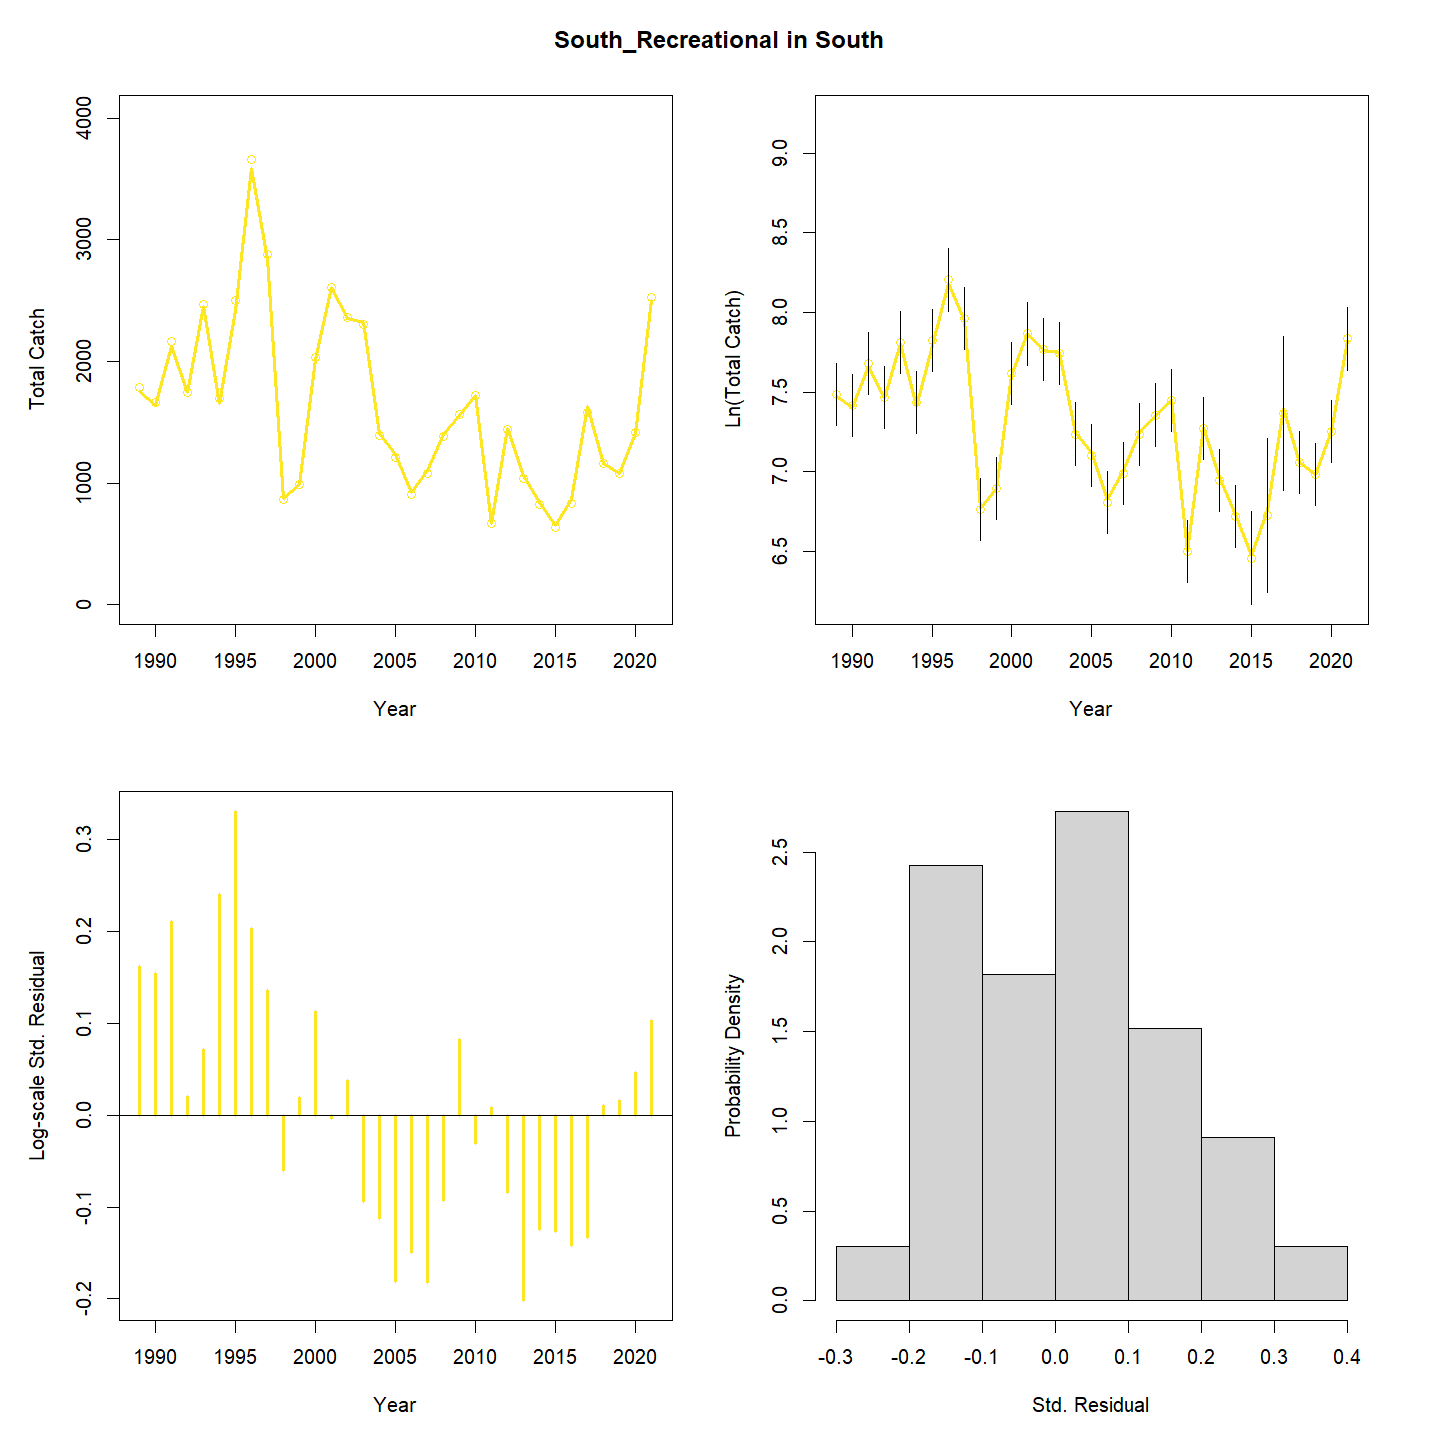 South_Recreational in South
Total Catch
4000
3000
2000
1000
0
1990 1995 2000 2005 2010 2015 2020
Year
Ln(Total Catch)
9.0
8.5
8.0
7.5
7.0
6.5
1990 1995 2000 2005 2010 2015 2020
Year
Log-scale Std. Residual
0.3
0.2
0.1
0.0
-0.1
-0.2
1990 1995 2000 2005 2010 2015 2020
Year
Probability Density
2.5
2.0
1.5
1.0
0.5
0.0
-0.3 -0.2 -0.1 0.0 0.1 0.2 0.3 0.4
Std. Residual